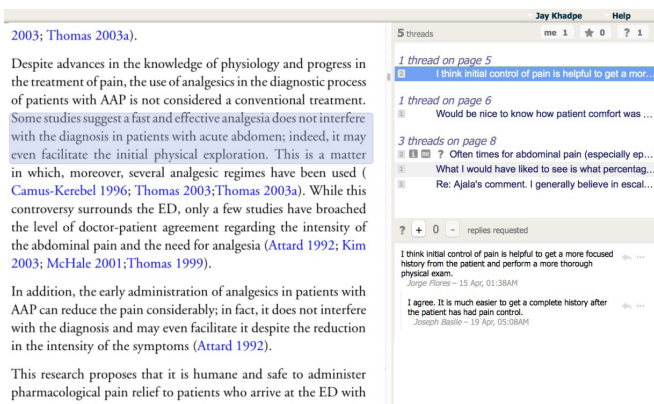 Jay Khadpe Help
2003; Thomas 2003a).
Despite advances in the knowledge of physiology and progress in
the treatment of pain, the use of analgesics in the diagnostic process
of patients with AAP is not considered a conventional treatment.
Some studies suggest a fast and effective analgesia does not interfere
with the diagnosis in patients with acute abdomen; indeed, it may
even facilitate the initial physical exploration. This is a matter
in which, moreover, several analgesic regimes have been used (
Camus-Kerebel 1996; Thomas 2003;Thomas 2003a). While this
controversy surrounds the ED, only a few studies have broached
the level of doctor-patient agreement regarding the intensity of
the abdominal pain and the need for analgesia (Attard 1992; Kim
2003; McHale 2001;Thomas 1999).
In addition, the early administration of analgesics in patients with
AAP can reduce the pain considerably; in fact, it does not interfere
with the diagnosis and may even facilitate it despite the reduction
in the intensity of the symptoms (Attard 1992).
This research proposes that it is humane and safe to administer
pharmacological pain relief to patients who arrive at the ED with
5 threads me 1 ★ 0 ? 1
1 thread on page 5
2 I think initial control of pain is helpful to get a mor...
1 thread on page 6
1 Would be nice to know how patient comfort was ...
3 threads on page 8
2 1 me ? Often times for abdominal pain (especially ep...
1 What I would have liked to see is what percentag...
1 Re: Ajala's comment. I generally believe in escal...
? + 0 - replies requested
I think initial control of pain is helpful to get a more focused
history from the patient and perform a more thorough
physical exam.
Jorge Flores – 15 Apr, 01:38AM
I agree. It is much easier to get a complete history after
the patient has had pain control.
Joseph Basile – 19 Apr, 05:08AM